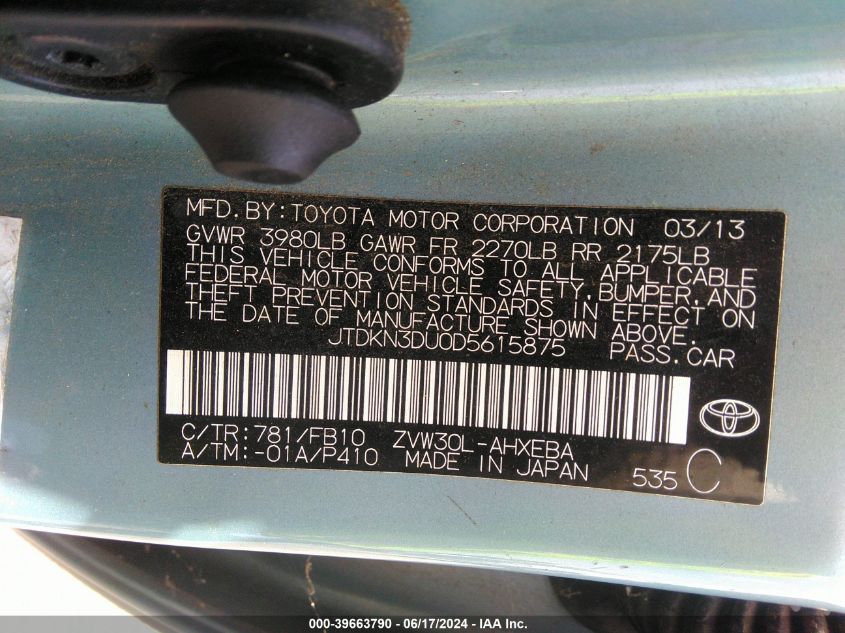 MFD.BY:TOYOTA MOTOR CORPORATION 03/13
GVWR 3980LB GAWR FR 2270LB RR 2175LB
THIS VEHICLE CONFORMS TO ALL APPLICABLE
FEDERAL MOTOR VEHICLE SAFETY,BUMPER,AND
THEFT PREVENTION STANDARDS IN EFFECT ON
THE DATE OF MANUFACTURE SHOWN ABOVE.
JTDKN3DU0D5615875 PASS.CAR
C/TR:781/FB10 ZVW30L-AHXEBA
A/TM:-01A/P410 MADE IN JAPAN 535 C
000-39663790 - 06/17/2024 - IAA Inc.